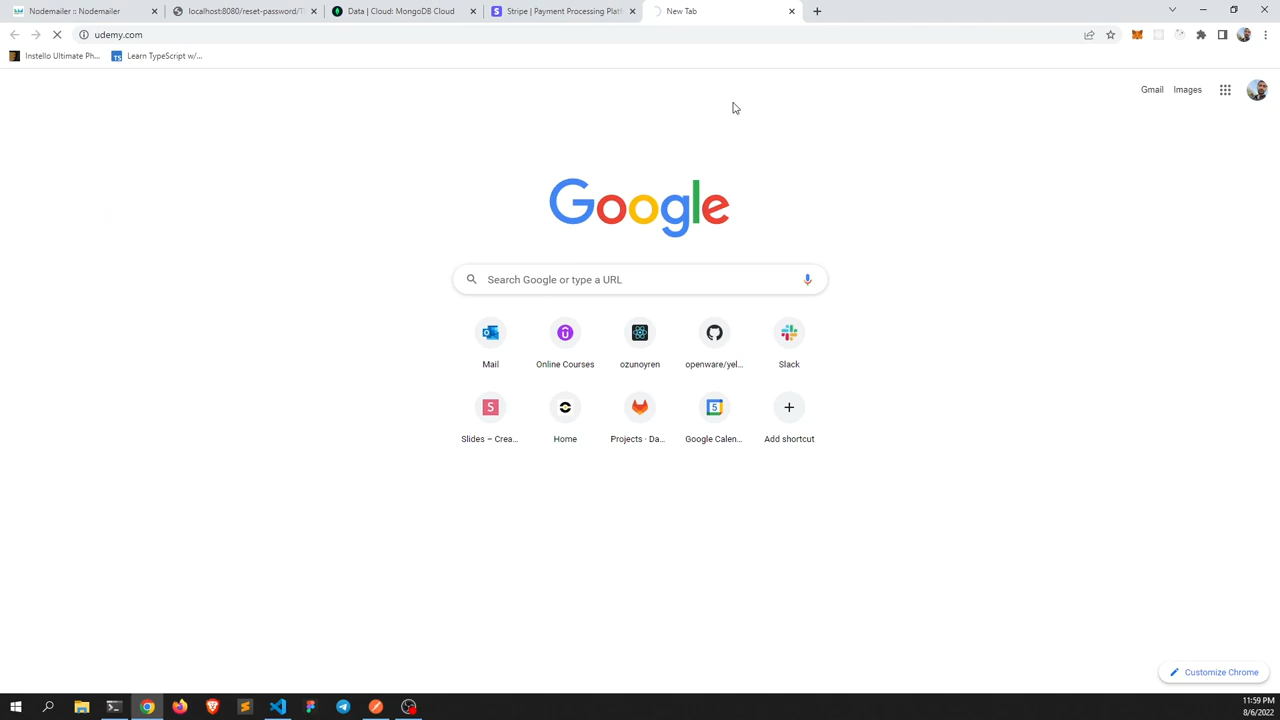 Nodemailer :: Nodemailer
localhost:8080/reset-password/
Data | Cloud: MongoDB Cloud
Stripe | Payment Processing Platf
New Tab
udemy.com
Instello Ultimate Ph...
Learn TypeScript w/...
Gmail
Images
Google
Search Google or type a URL
Mail
Online Courses
ozunoyren
openware/yel...
Slack
Slides – Crea...
Home
Projects · Da...
Google Calen...
Add shortcut
Customize Chrome
11:59 PM
8/6/2022